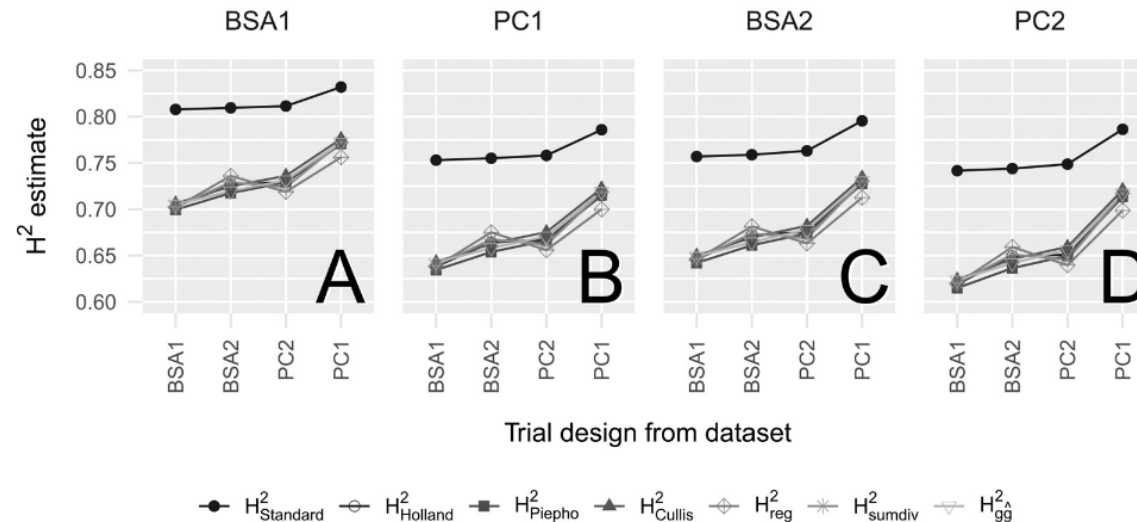 BSA1 PC1 BSA2 PC2
0.85
0.80
0.75
0.70
0.65
0.60
H² estimate
A B C D
BSA1 BSA2 PC2 PC1 BSA1 BSA2 PC2 PC1 BSA1 BSA2 PC2 PC1 BSA1 BSA2 PC2 PC1
Trial design from dataset
H²Standard H²Holland H²Piepho H²Cullis H²reg H²sumdiv H²gĝ